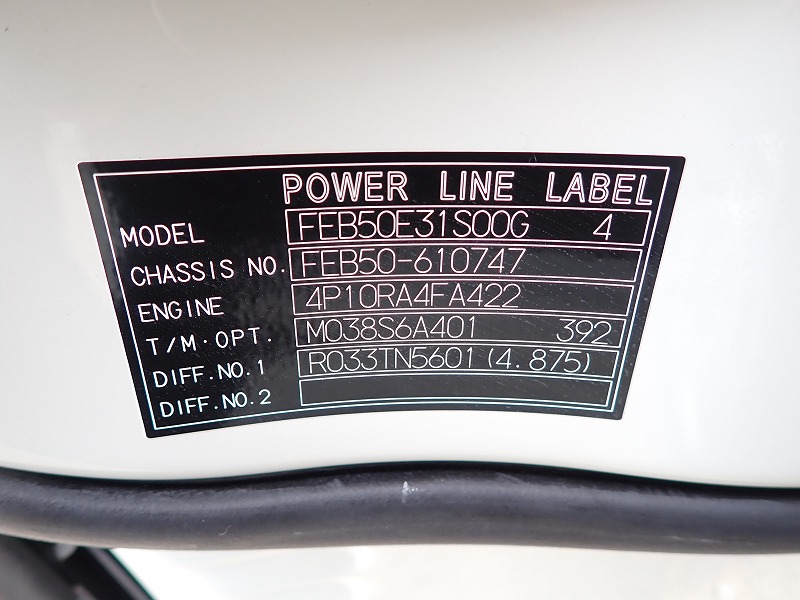 POWER LINE LABEL
MODEL FEB50E31S00G 4
CHASSIS NO. FEB50-610747
ENGINE 4P10RA4FA422
T/M·OPT. M038S6A401 392
DIFF.NO.1 R033TN5601(4.875)
DIFF.NO.2